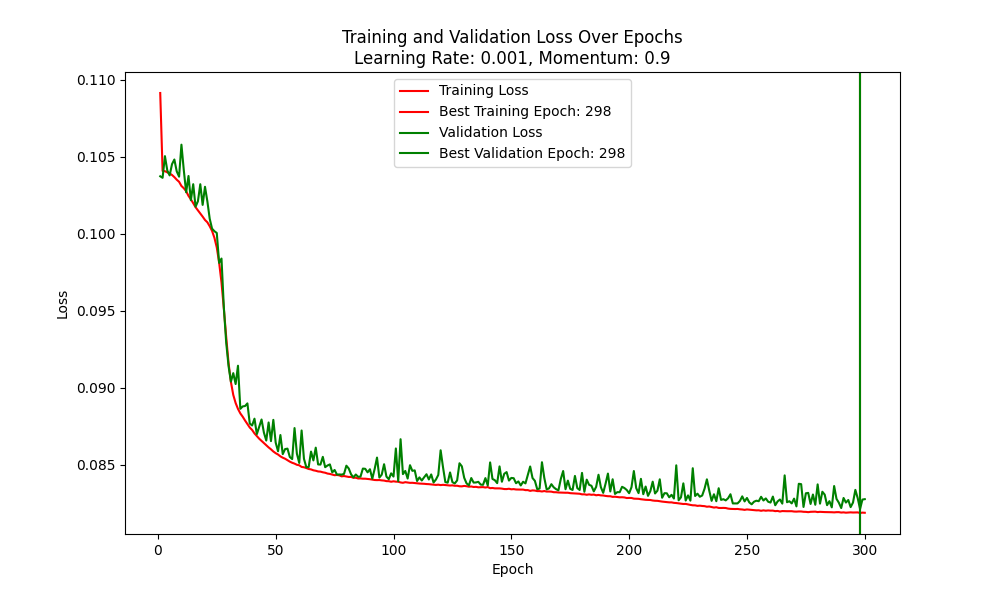 Training and Validation Loss Over Epochs
Learning Rate: 0.001, Momentum: 0.9
Training Loss
Best Training Epoch: 298
Validation Loss
Best Validation Epoch: 298
0.110
0.105
0.100
0.095
0.090
0.085
Loss
0 50 100 150 200 250 300
Epoch